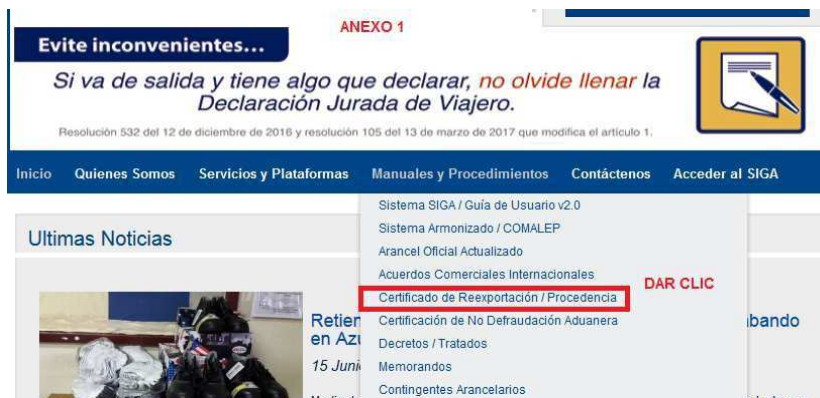 ANEXO 1
Evite inconvenientes...
Si va de salida y tiene algo que declarar, no olvide llenar la
Declaración Jurada de Viajero.
Resolución 532 del 12 de diciembre de 2016 y resolución 105 del 13 de marzo de 2017 que modifica el artículo 1.
Inicio Quienes Somos Servicios y Plataformas Manuales y Procedimientos Contáctenos Acceder al SIGA
Sistema SIGA / Guía de Usuario v2.0
Sistema Armonizado / COMALEP
Arancel Oficial Actualizado
Acuerdos Comerciales Internacionales
Certificado de Reexportación / Procedencia
DAR CLIC
Certificación de No Defraudación Aduanera
Decretos / Tratados
Memorandos
Contingentes Arancelarios
Ultimas Noticias
Retien
en Az
15 Juni